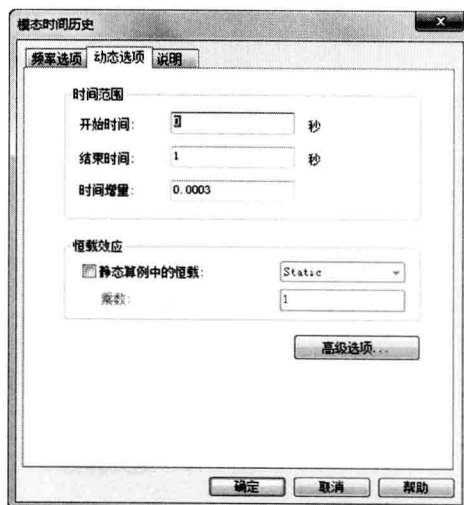 模态时间历史
频率选项 动态选项 说明
时间范围
开始时间: 0 秒
结束时间: 1 秒
时间增量: 0.0003
恒载效应
静态算例中的恒载: Static
乘数: 1
高级选项...
确定 取消 帮助